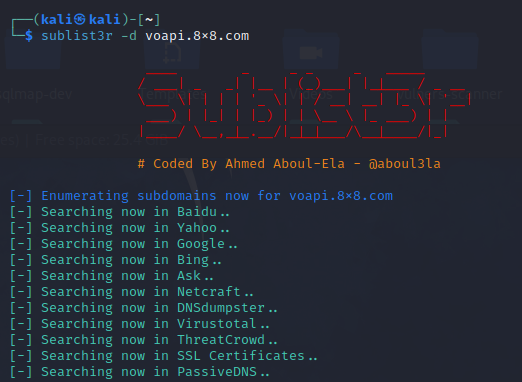 (kali㉿kali)-[~]
$ sublist3r -d voapi.8×8.com
Sublist3r
# Coded By Ahmed Aboul-Ela - @aboul3la
[-] Enumerating subdomains now for voapi.8×8.com
[-] Searching now in Baidu..
[-] Searching now in Yahoo..
[-] Searching now in Google..
[-] Searching now in Bing..
[-] Searching now in Ask..
[-] Searching now in Netcraft..
[-] Searching now in DNSdumpster..
[-] Searching now in Virustotal..
[-] Searching now in ThreatCrowd..
[-] Searching now in SSL Certificates..
[-] Searching now in PassiveDNS..